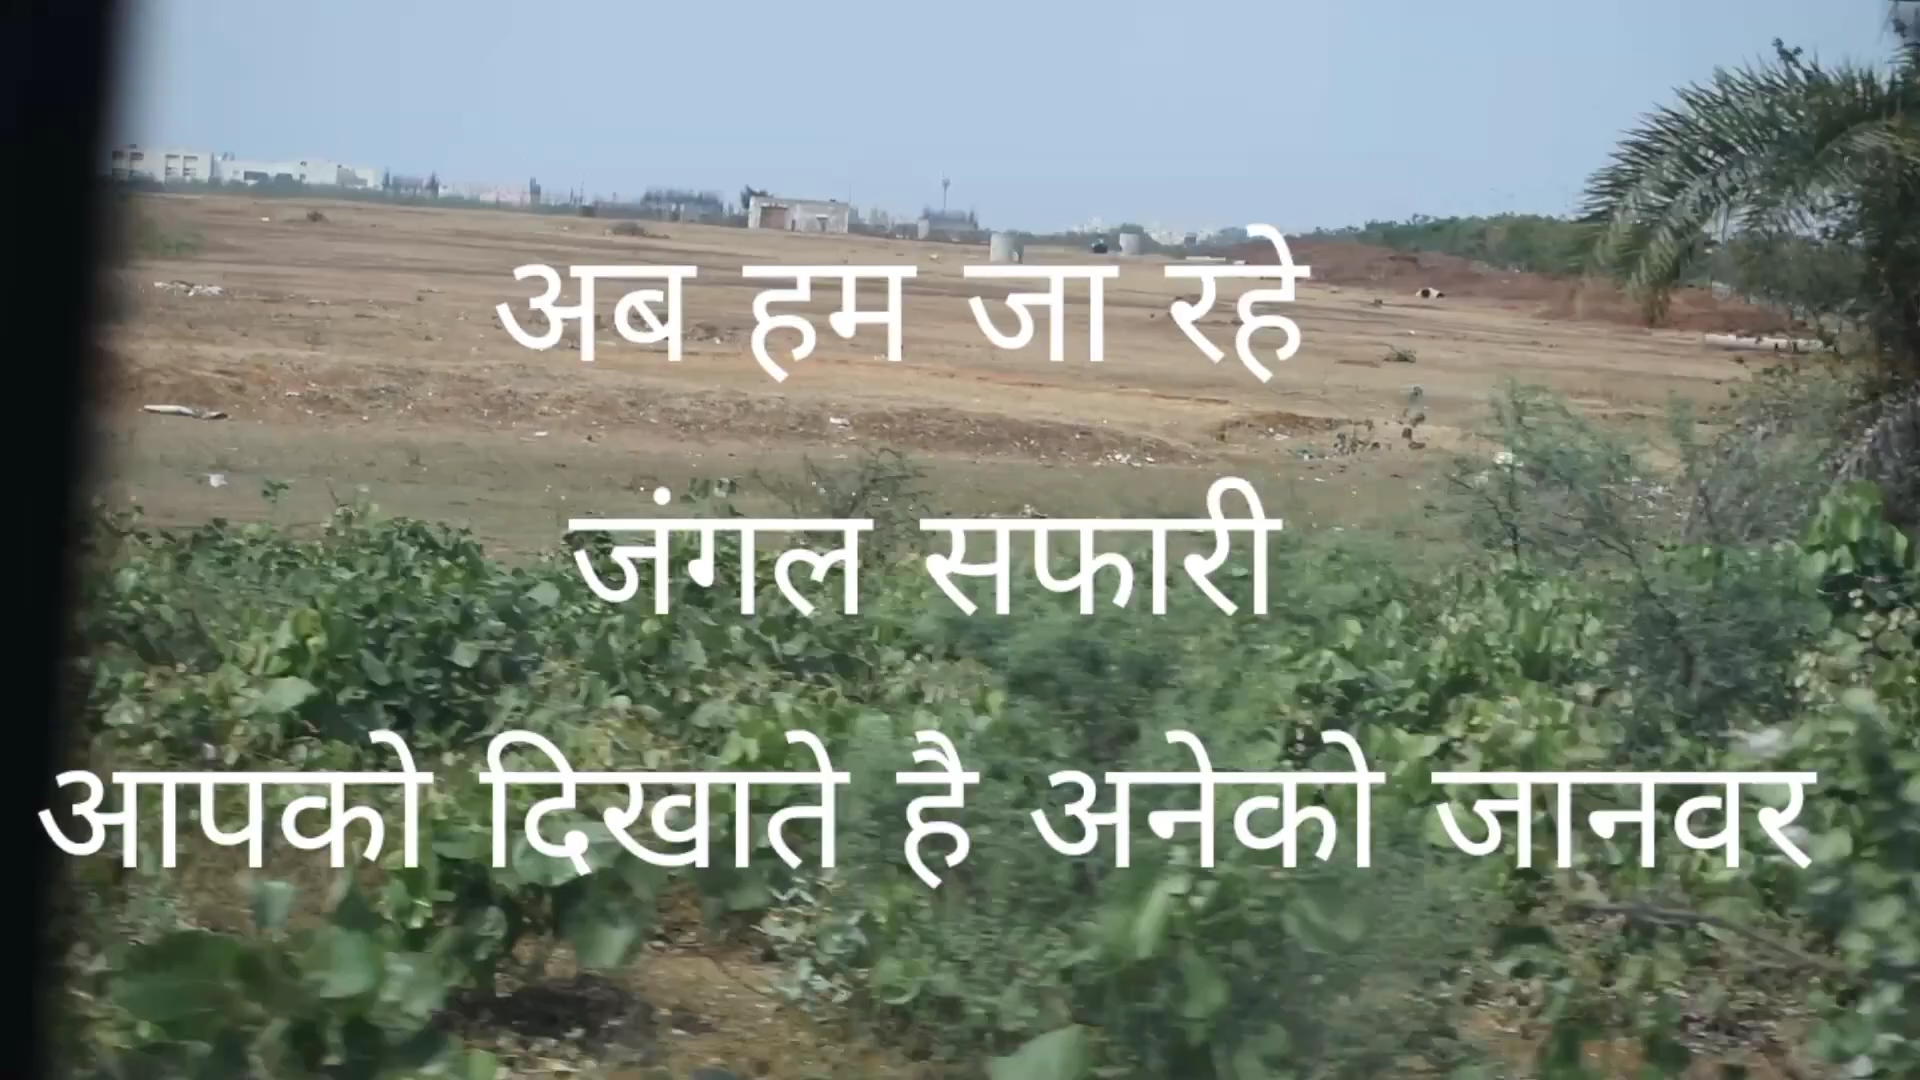 अब हम जा रहे
जंगल सफारी
आपको दिखाते है अनेको जानवर